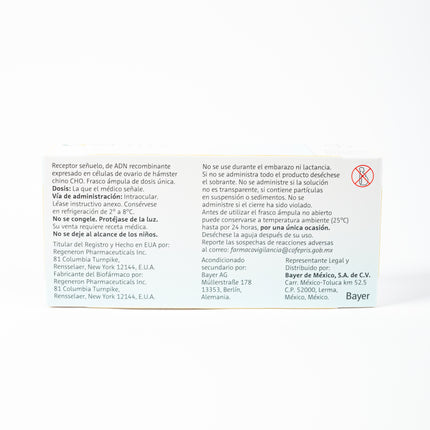 Receptor señuelo, de ADN recombinante
expresado en células de ovario de hámster
chino CHO. Frasco ámpula de dosis única.
Dosis: La que el médico señale.
Vía de administración: Intraocular.
Léase instructivo anexo. Consérvese
en refrigeración de 2° a 8°C.
No se congele. Protéjase de la luz.
Su venta requiere receta médica.
No se deje al alcance de los niños.
Titular del Registro y Hecho en EUA por:
Regeneron Pharmaceuticals Inc.
81 Columbia Turnpike,
Rensselaer, New York 12144, E.U.A.
Fabricante del Biofármaco por:
Regeneron Pharmaceuticals Inc.
81 Columbia Turnpike,
Rensselaer, New York 12144, E.U.A.
No se use durante el embarazo ni lactancia.
Si no se administra todo el producto deséchese
el sobrante. No se administre si la solución
no es transparente, si contiene partículas
en suspensión o sedimentos. No se
administre si el cierre ha sido violado.
Antes de utilizar el frasco ámpula no abierto
puede conservarse a temperatura ambiente (25°C)
hasta por 24 horas, por una única ocasión.
Deséchese la aguja después de su uso.
Reporte las sospechas de reacciones adversas
al correo: farmacovigilancia@cofepris.gob.mx
Acondicionado
secundario por:
Bayer AG
Müllerstraße 178
13353, Berlín,
Alemania.
Representante Legal y
Distribuido por:
Bayer de México, S.A. de C.V.
Carr. México-Toluca km 52.5
C.P. 52000, Lerma,
México, México.
Bayer